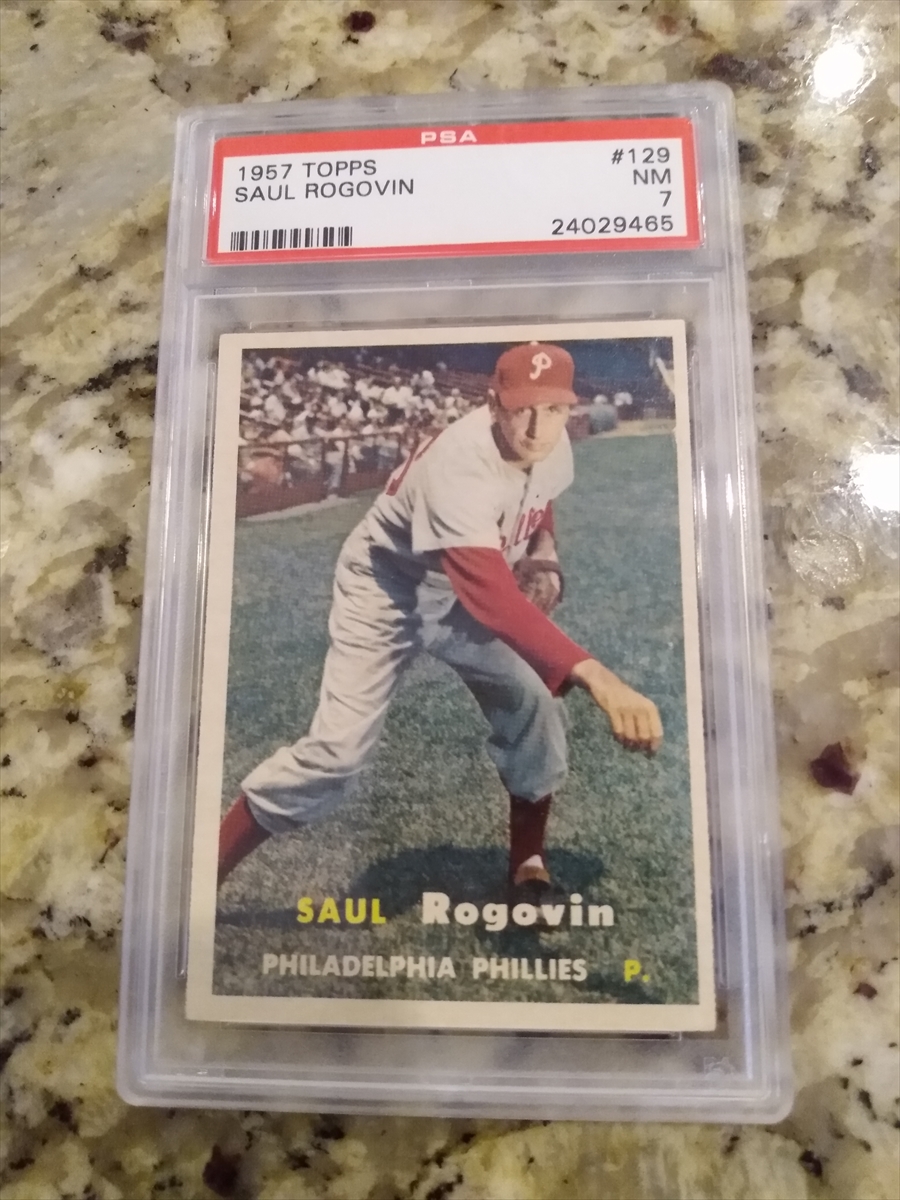 PSA
1957 TOPPS #129
SAUL ROGOVIN NM
7
24029465
P
SAUL Rogovin
PHILADELPHIA PHILLIES P.